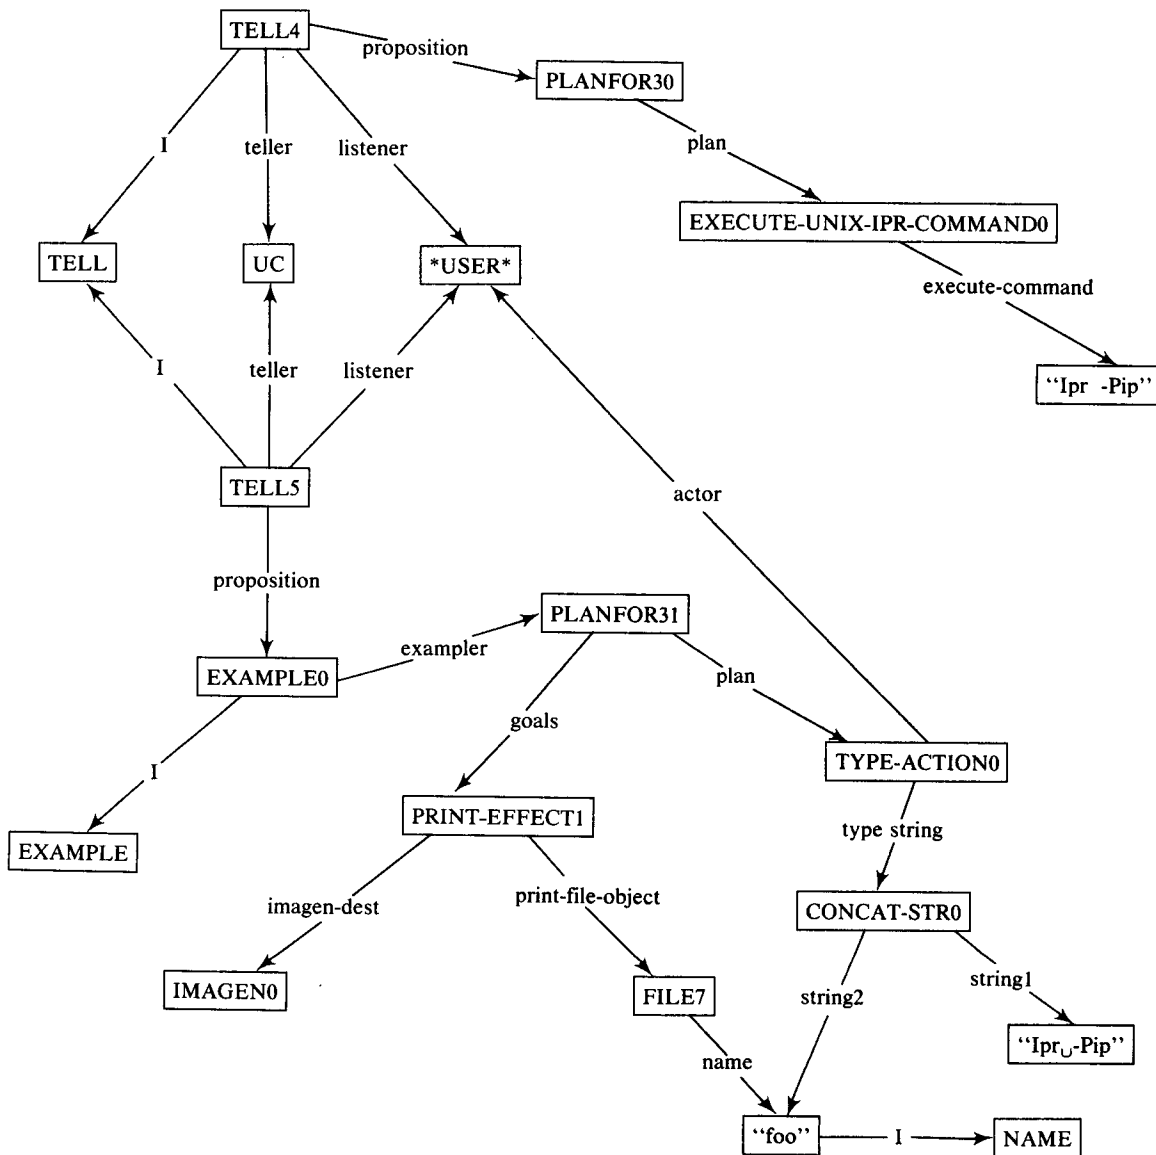 TELL4
proposition
PLANFOR30
I
teller
listener
plan
EXECUTE-UNIX-IPR-COMMAND0
TELL
UC
*USER*
execute-command
I
teller
listener
“Ipr -Pip”
TELL5
actor
proposition
PLANFOR31
exampler
EXAMPLE0
plan
goals
I
TYPE-ACTION0
PRINT-EFFECT1
type string
EXAMPLE
print-file-object
imagen-dest
CONCAT-STR0
string1
IMAGEN0
FILE7
string2
“Ipr␣-Pip”
name
“foo”
I
NAME